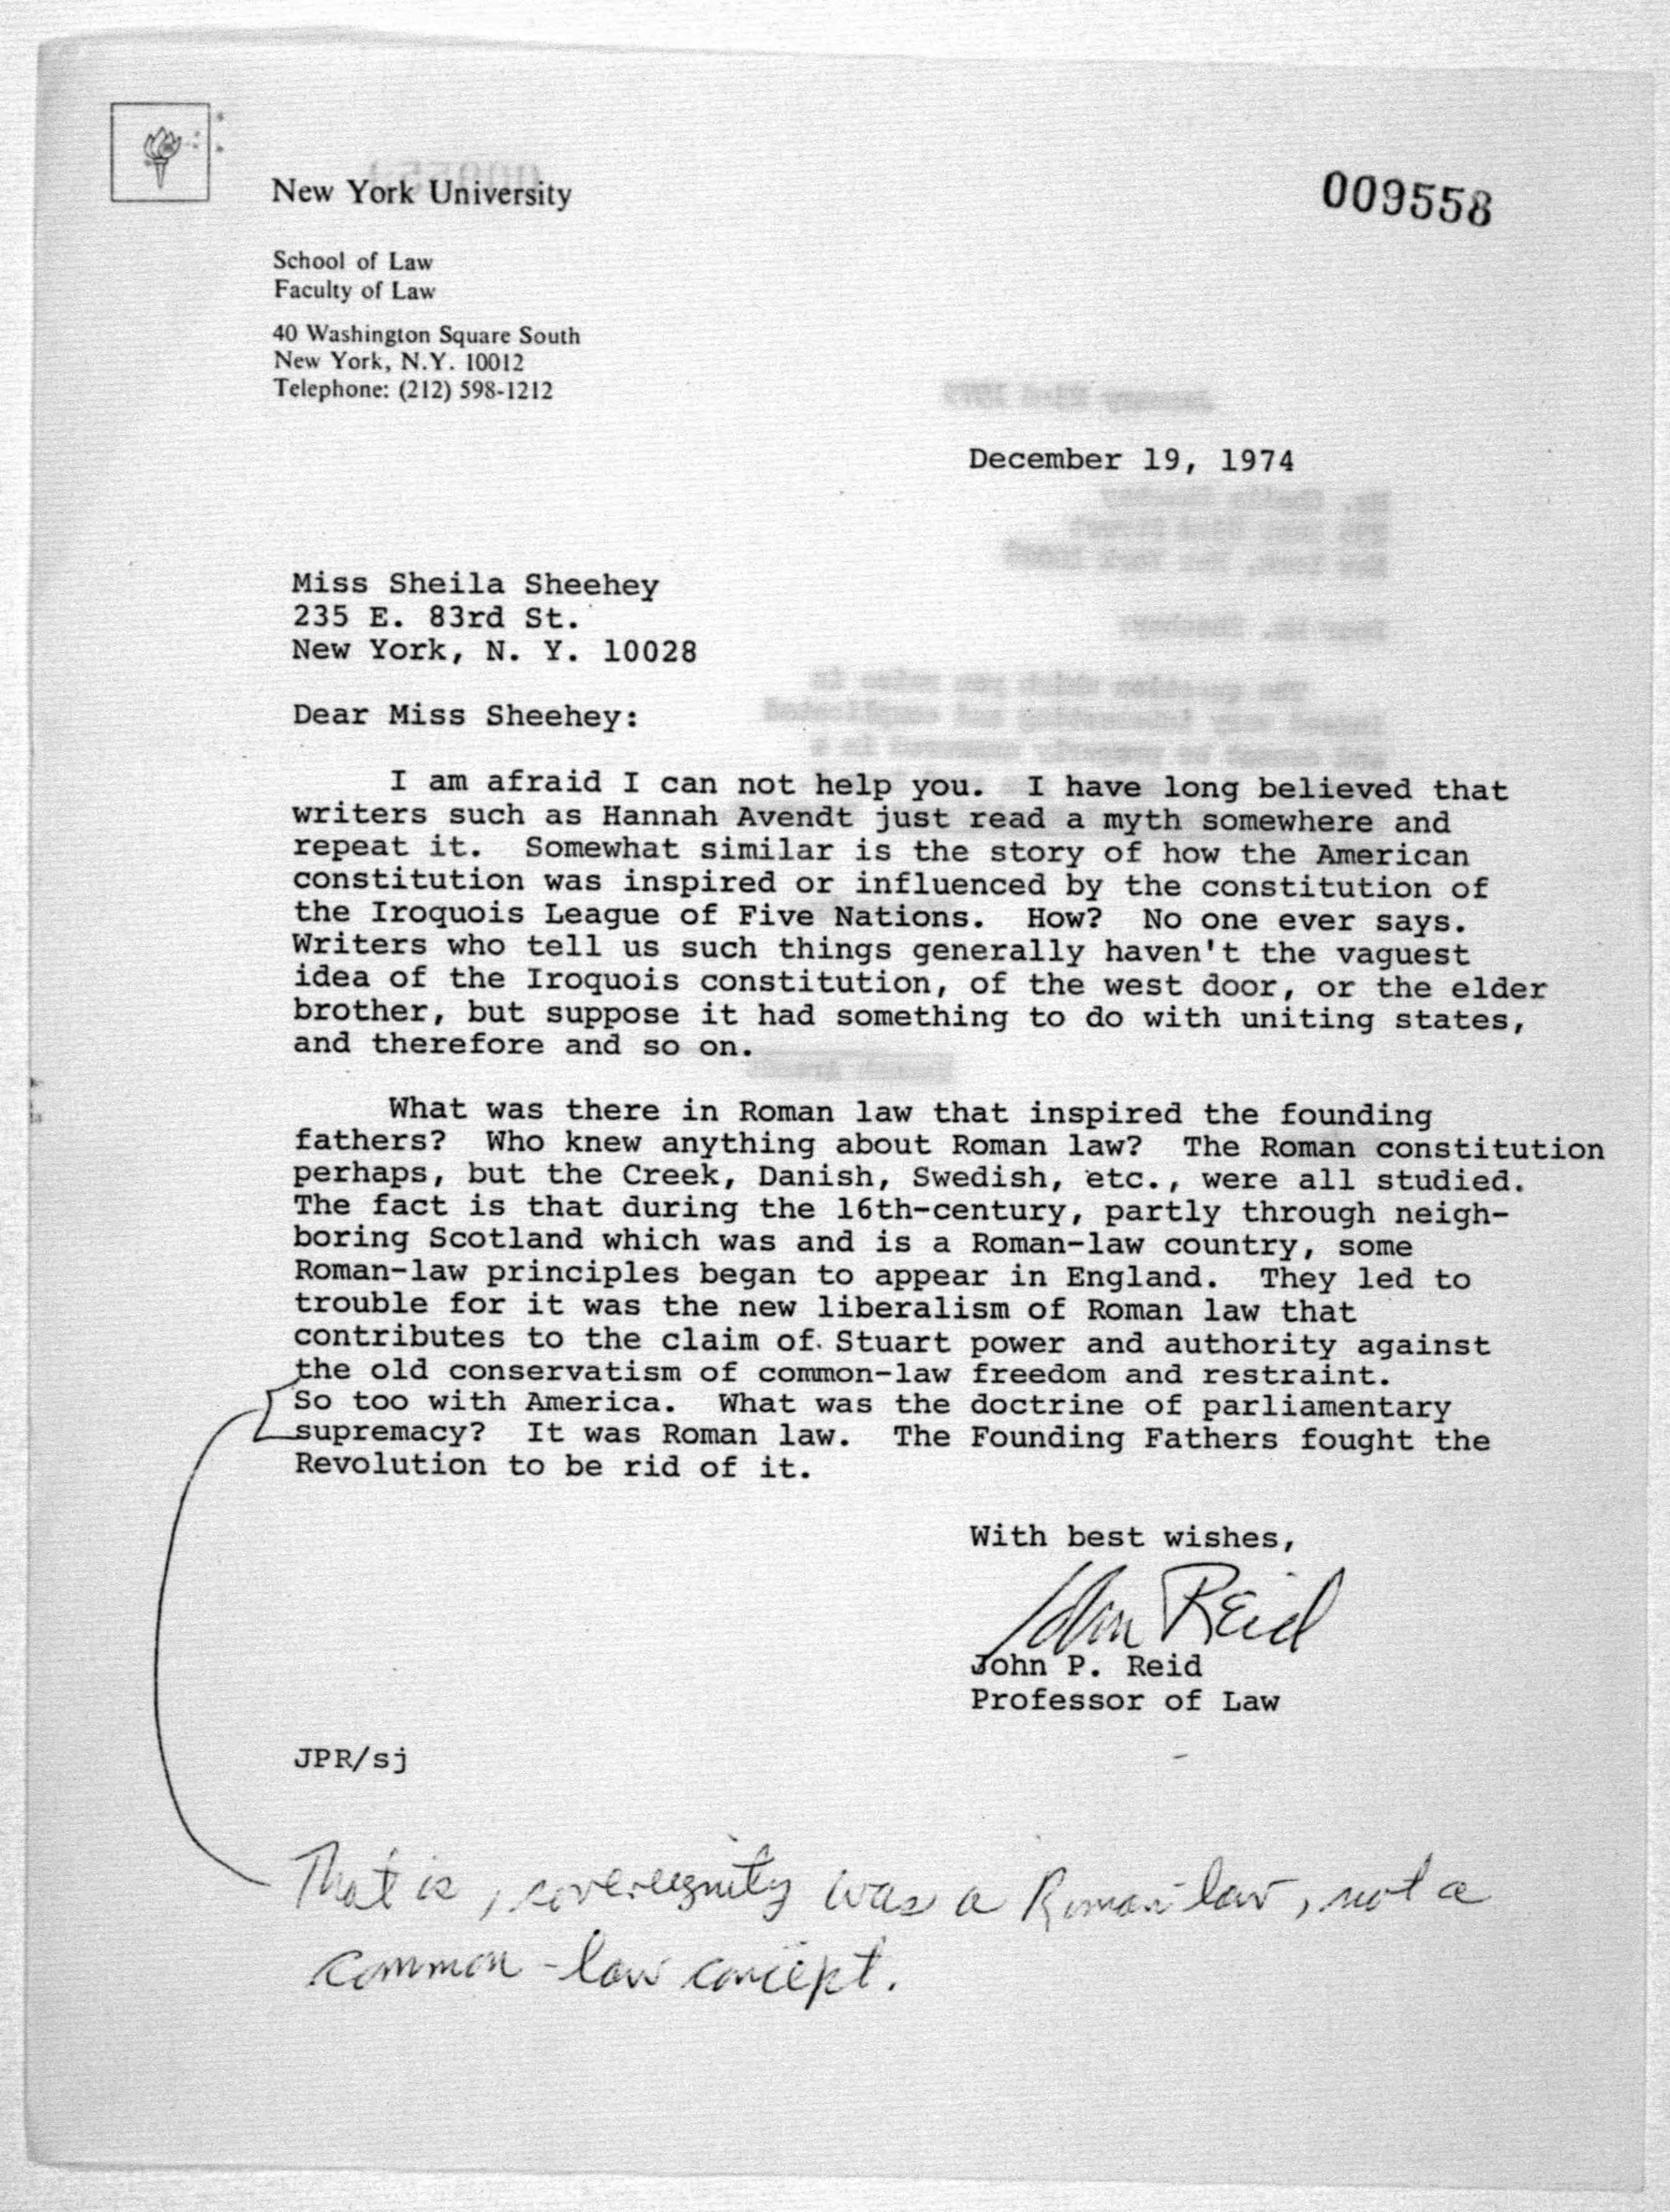 New York University
009558
School of Law
Faculty of Law
40 Washington Square South
New York, N.Y. 10012
Telephone: (212) 598-1212
December 19, 1974
Miss Sheila Sheehey
235 E. 83rd St.
New York, N. Y. 10028
Dear Miss Sheehey:
I am afraid I can not help you. I have long believed that
writers such as Hannah Avendt just read a myth somewhere and
repeat it. Somewhat similar is the story of how the American
constitution was inspired or influenced by the constitution of
the Iroquois League of Five Nations. How? No one ever says.
Writers who tell us such things generally haven't the vaguest
idea of the Iroquois constitution, of the west door, or the elder
brother, but suppose it had something to do with uniting states,
and therefore and so on.
What was there in Roman law that inspired the founding
fathers? Who knew anything about Roman law? The Roman constitution
perhaps, but the Creek, Danish, Swedish, etc., were all studied.
The fact is that during the 16th-century, partly through neigh-
boring Scotland which was and is a Roman-law country, some
Roman-law principles began to appear in England. They led to
trouble for it was the new liberalism of Roman law that
contributes to the claim of Stuart power and authority against
the old conservatism of common-law freedom and restraint.
So too with America. What was the doctrine of parliamentary
supremacy? It was Roman law. The Founding Fathers fought the
Revolution to be rid of it.
With best wishes,
John Reid
John P. Reid
Professor of Law
JPR/sj
That is, sovereignity was a Roman law, not a
common-law concept.